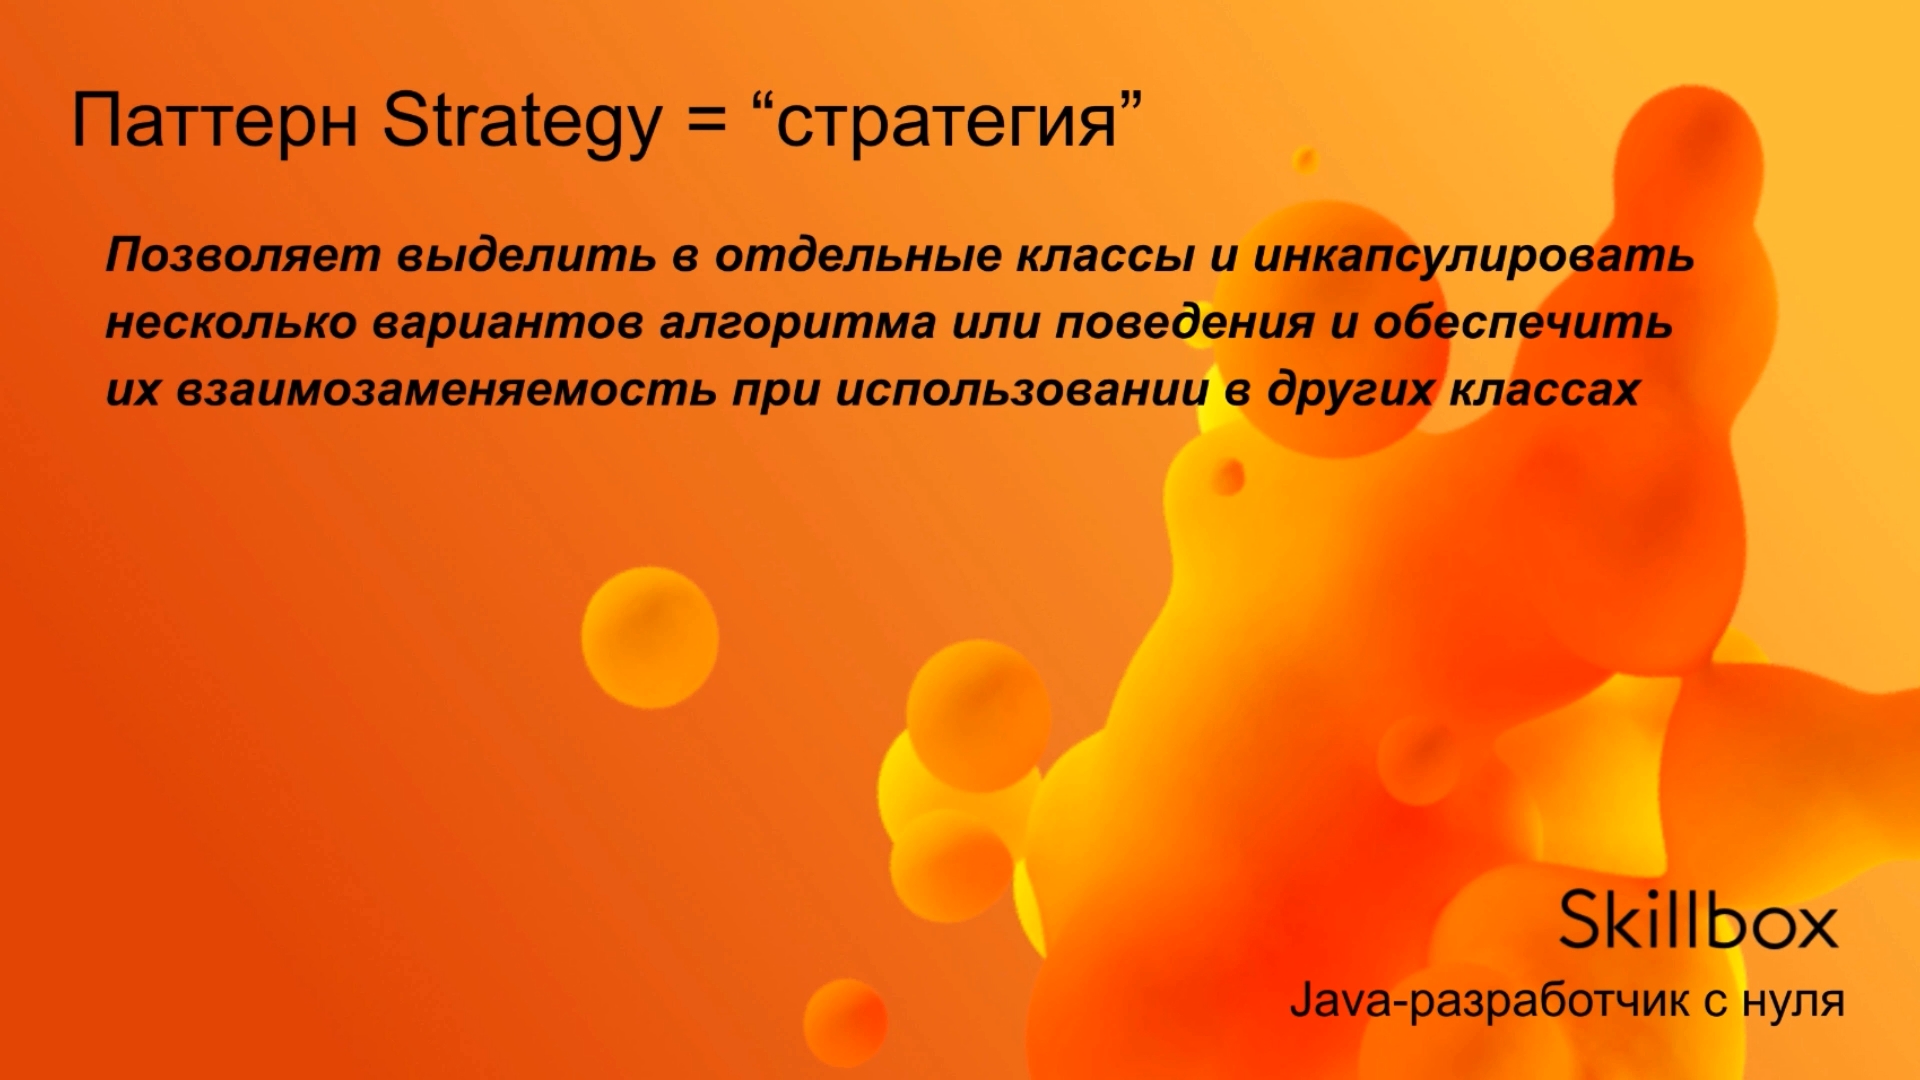 Паттерн Strategy = “стратегия”
Позволяет выделить в отдельные классы и инкапсулировать
несколько вариантов алгоритма или поведения и обеспечить
их взаимозаменяемость при использовании в других классах
Skillbox
Java-разработчик с нуля